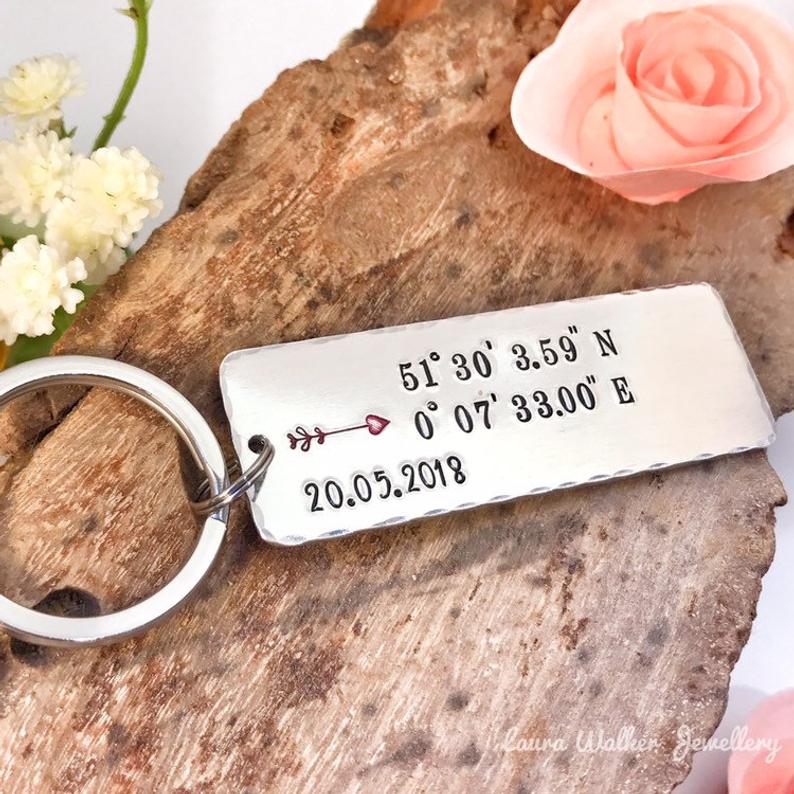 51° 30' 3.59" N
0° 07' 33.00" E
20.05.2018
Laura Walker Jewellery